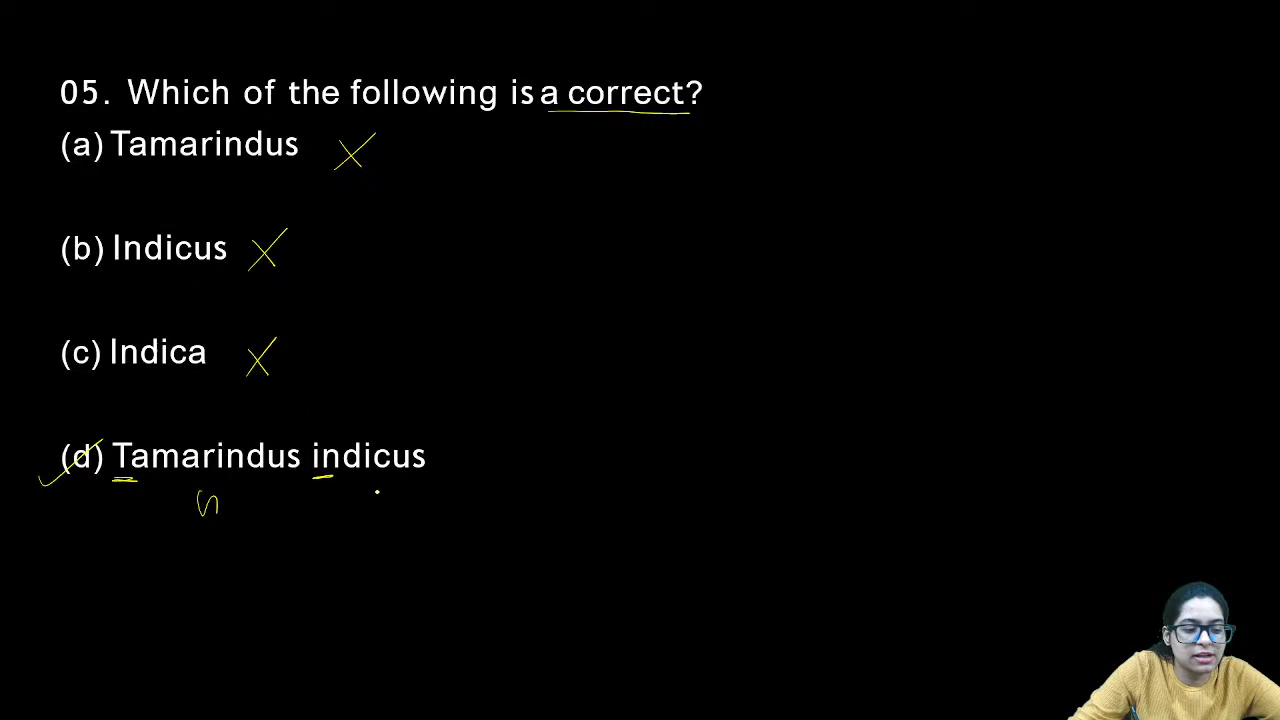 05. Which of the following is a correct?
(a) Tamarindus
(b) Indicus
(c) Indica
(d) Tamarindus indicus